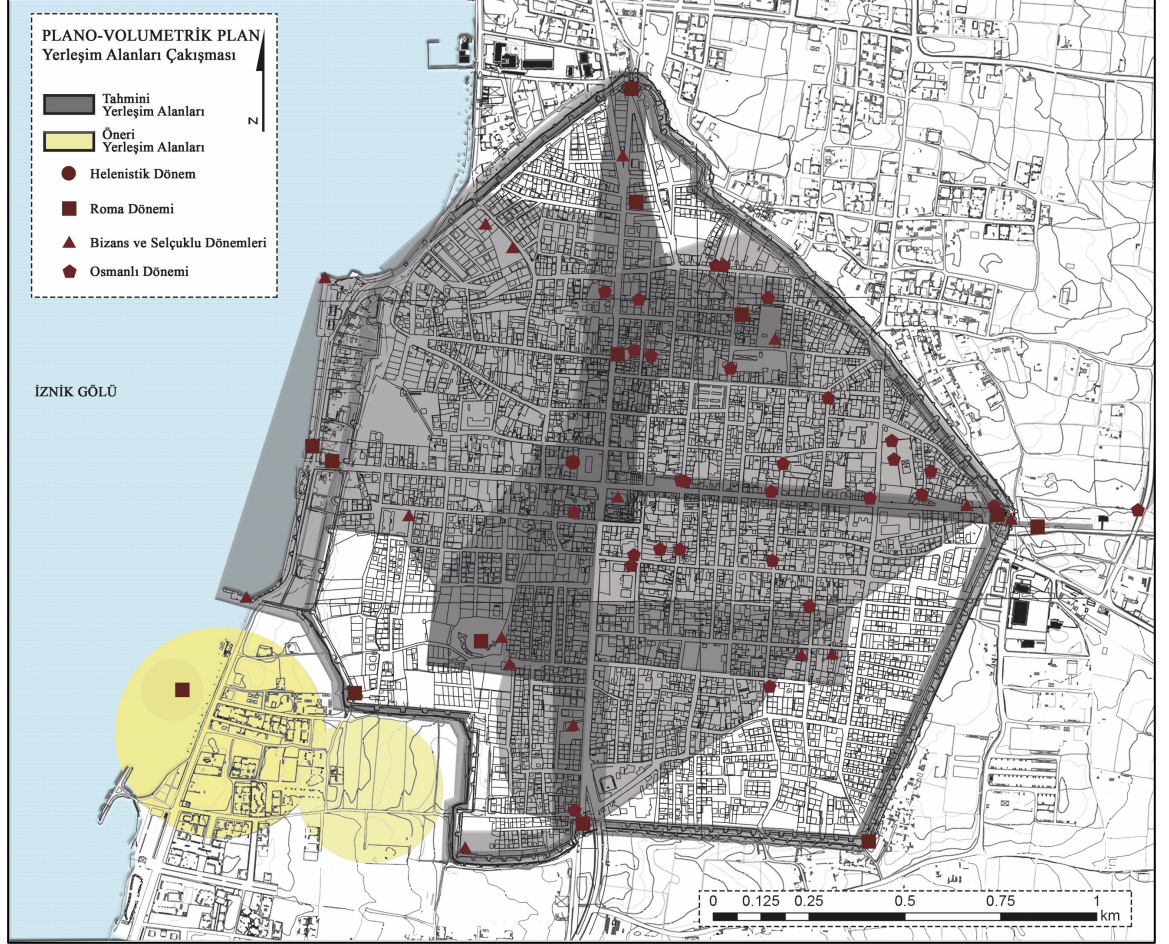 PLANO-VOLUMETRİK PLAN
Yerleşim Alanları Çakışması
N
Tahmini
Yerleşim Alanları
Öneri
Yerleşim Alanları
Helenistik Dönem
Roma Dönemi
Bizans ve Selçuklu Dönemleri
Osmanlı Dönemi
İZNİK GÖLÜ
0 0.125 0.25 0.5 0.75 1
km